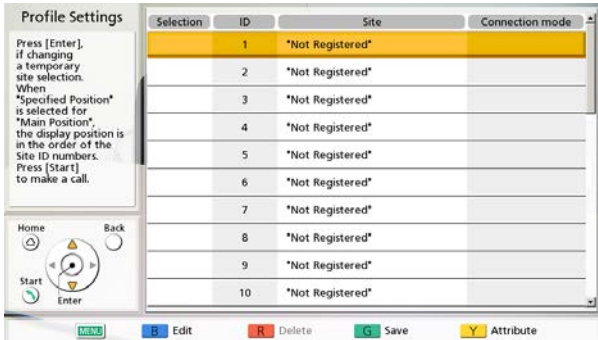 Profile Settings
Press [Enter],
if changing
a temporary
site selection.
When
"Specified Position"
is selected for
"Main Position",
the display position is
in the order of the
Site ID numbers.
Press [Start]
to make a call.
Home Back
Start
Enter
Selection ID Site Connection mode
1 "Not Registered"
2 "Not Registered"
3 "Not Registered"
4 "Not Registered"
5 "Not Registered"
6 "Not Registered"
7 "Not Registered"
8 "Not Registered"
9 "Not Registered"
10 "Not Registered"
MENU B Edit R Delete G Save Y Attribute